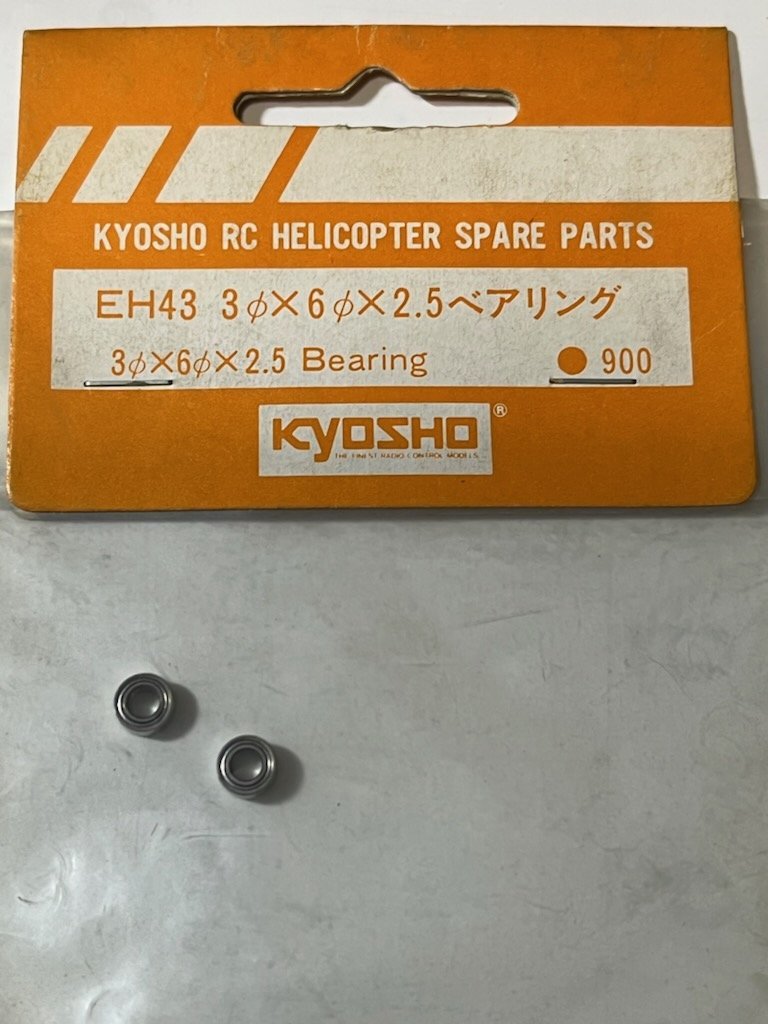 KYOSHO RC HELICOPTER SPARE PARTS
EH43 3φ×6φ×2.5ベアリング
3φ×6φ×2.5 Bearing ●900
KYOSHO®
THE FINEST RADIO CONTROL MODELS